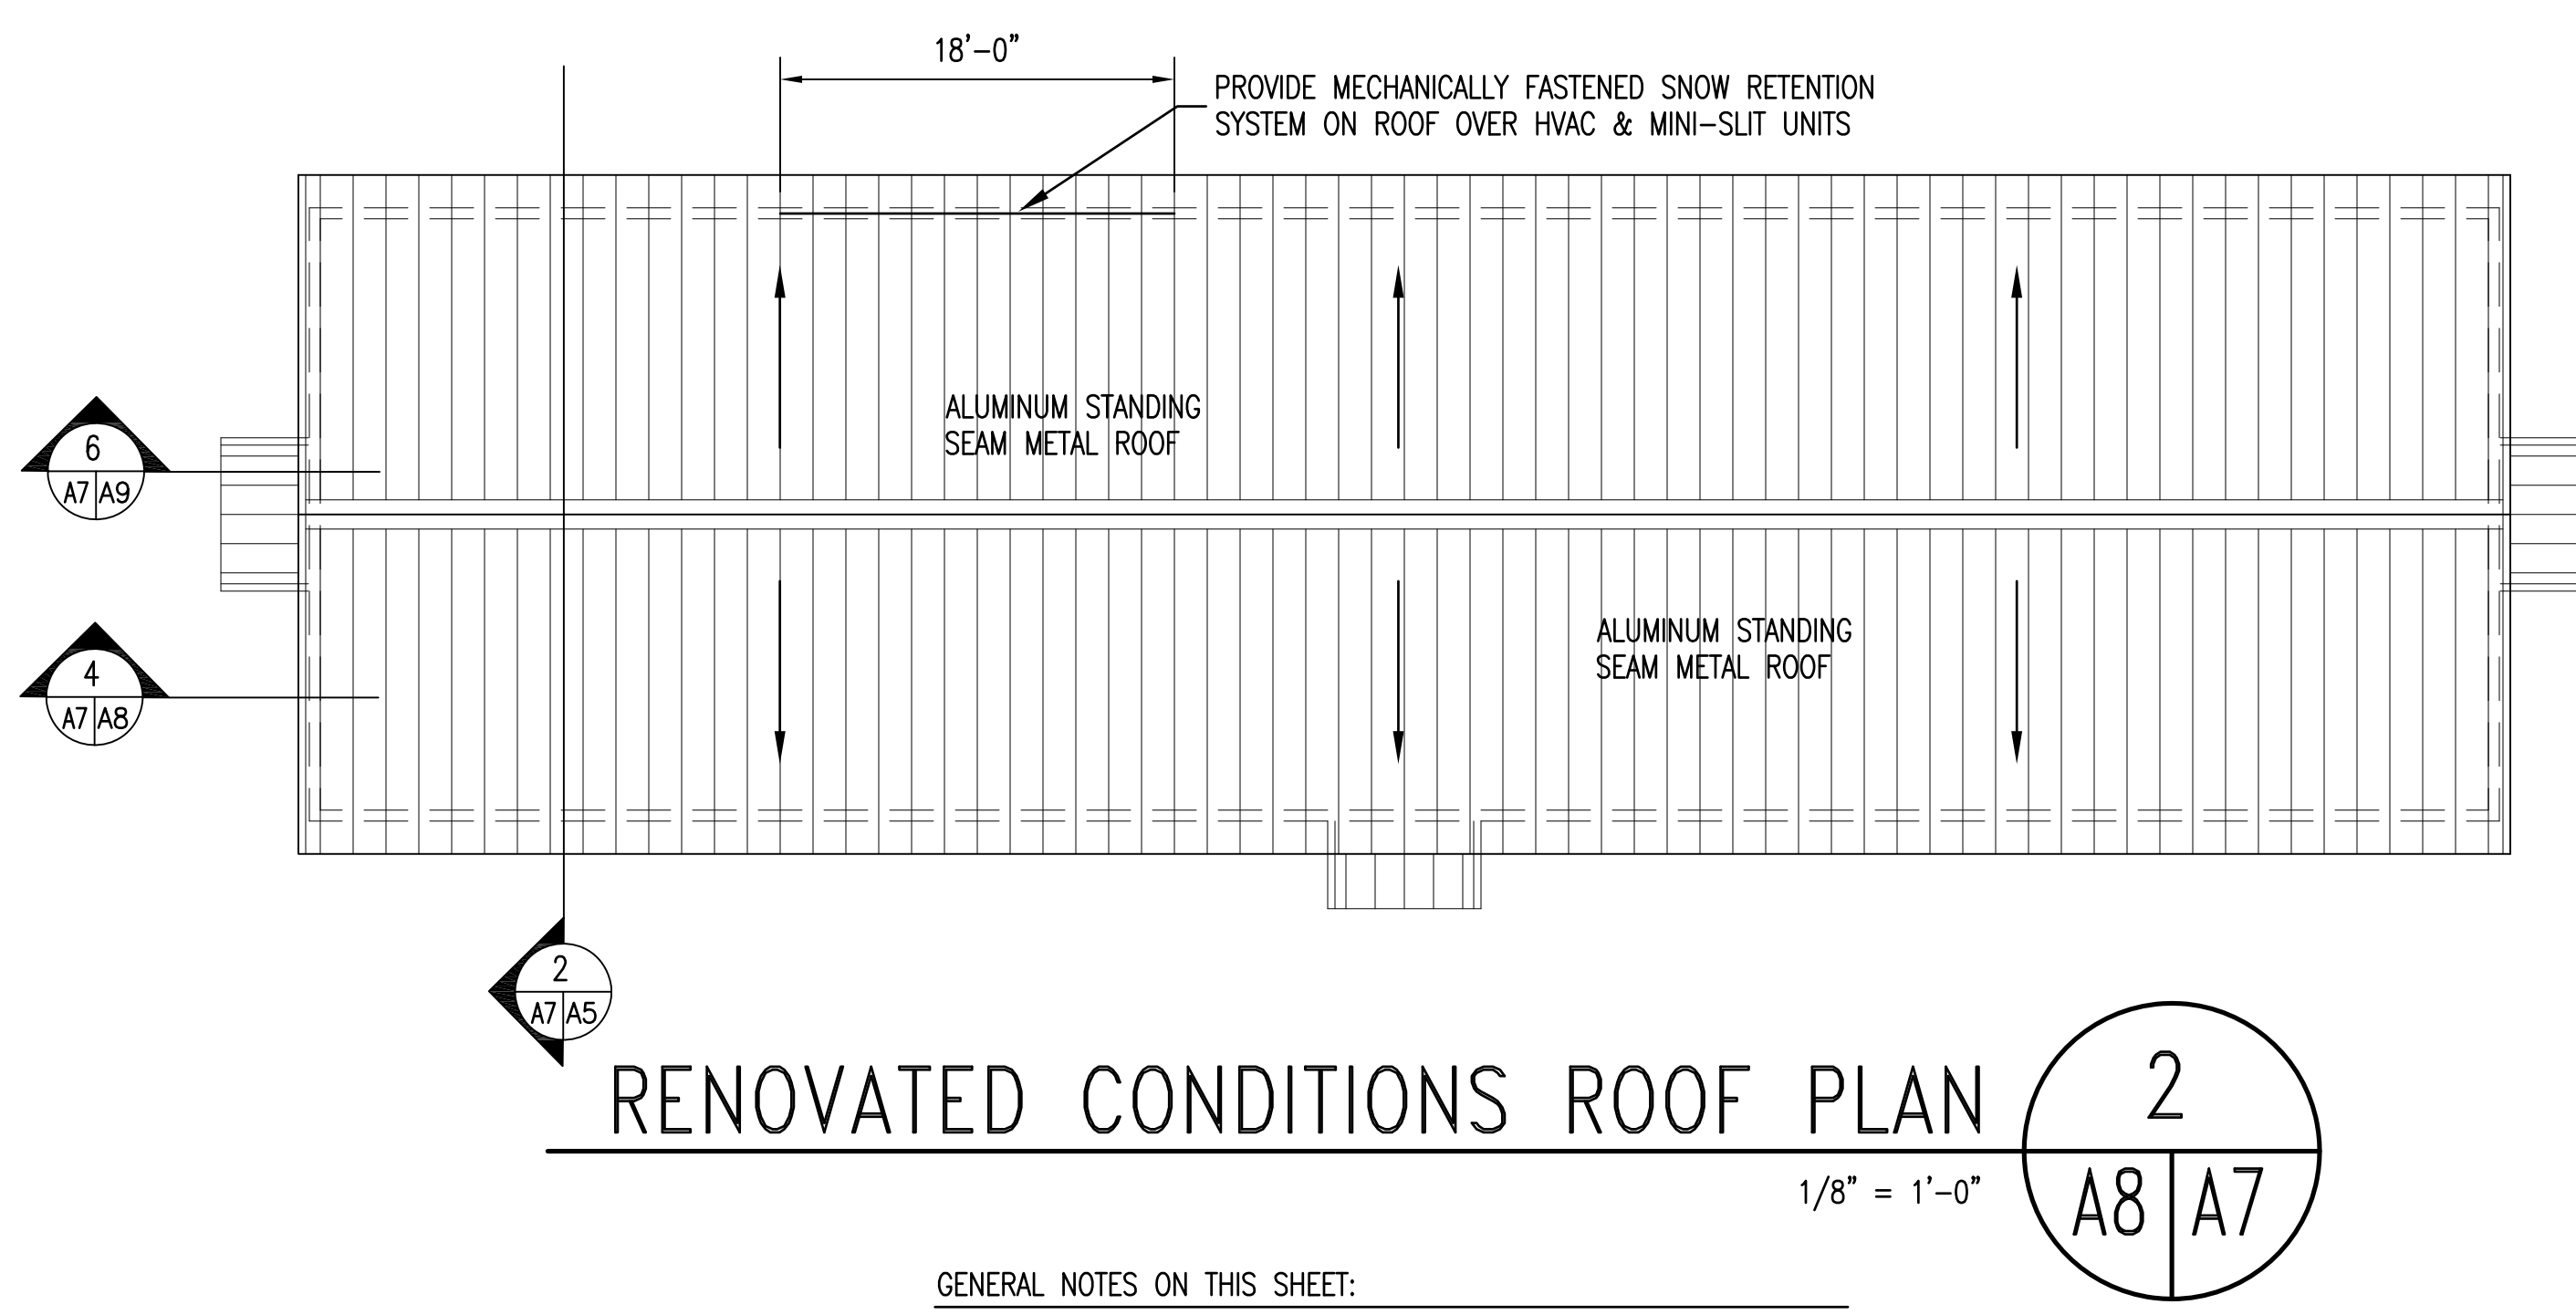 18'-0"
PROVIDE MECHANICALLY FASTENED SNOW RETENTION
SYSTEM ON ROOF OVER HVAC & MINI-SLIT UNITS
ALUMINUM STANDING
SEAM METAL ROOF
6
A7 A9
ALUMINUM STANDING
SEAM METAL ROOF
4
A7 A8
2
A7 A5
RENOVATED CONDITIONS ROOF PLAN
1/8" = 1'-0"
2
A8 A7
GENERAL NOTES ON THIS SHEET: